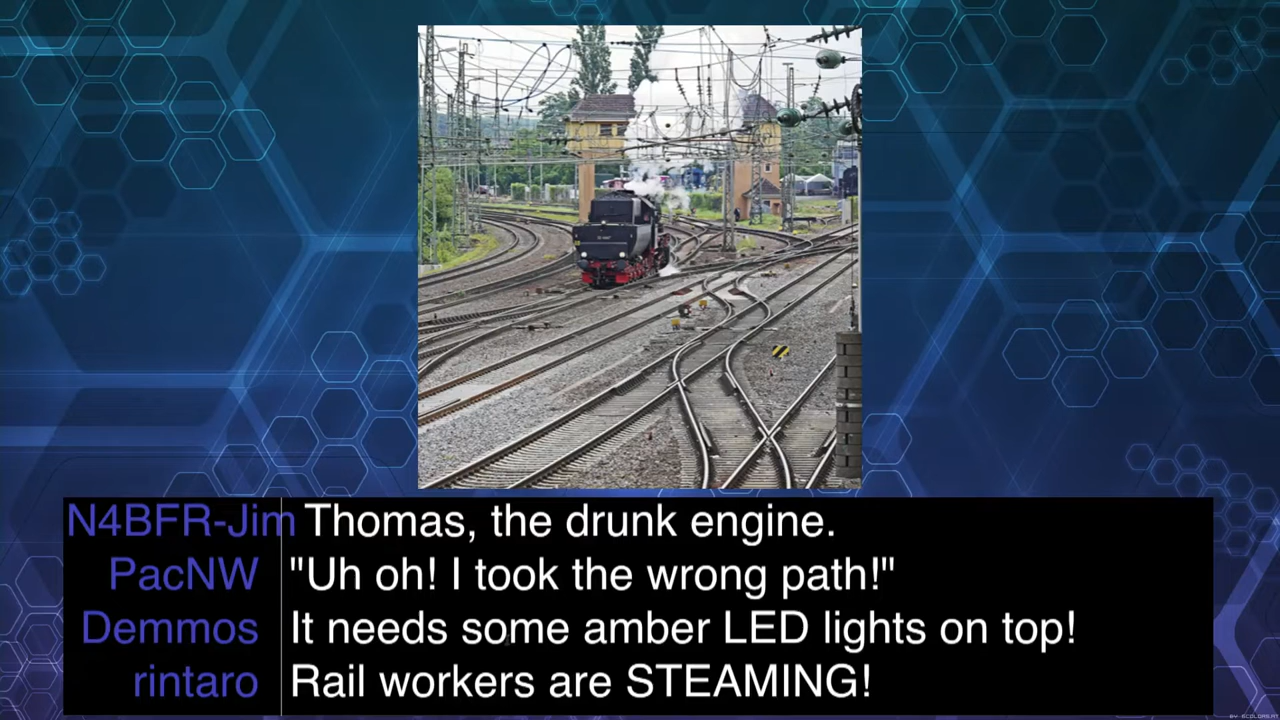 N4BFR-Jim Thomas, the drunk engine.
PacNW "Uh oh! I took the wrong path!"
Demmos It needs some amber LED lights on top!
rintaro Rail workers are STEAMING!